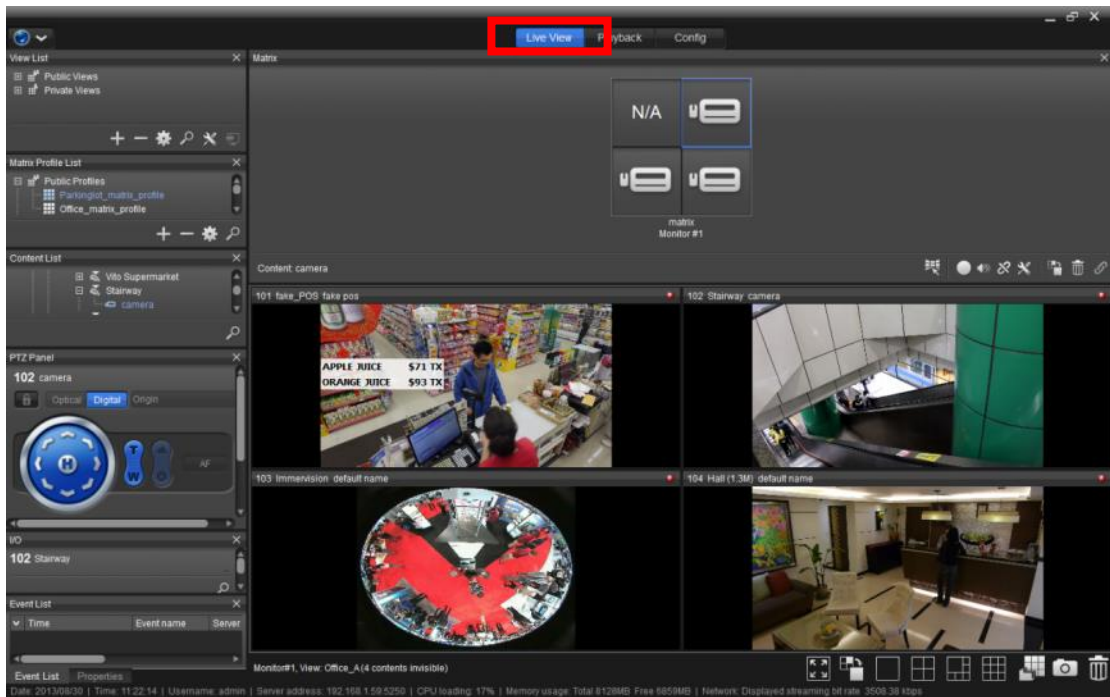 Live View Playback Config
View List
Public Views
Private Views
Matrix Profile List
Public Profiles
Parkinglot_matrix_profile
Office_matrix_profile
Content List
Vito Supermarket
Stairway
camera
PTZ Panel
102 camera
Optical Digital Origin
H
T
W
AF
I/O
102 Stairway
Event List
Time Event name Server
Event List Properties
Matrix
N/A
matrix
Monitor #1
Content: camera
101 fake_POS fake pos
APPLE JUICE $71 TX
ORANGE JUICE $93 TX
102 Stairway camera
103 Immervision default name
104 Hall (1.3M) default name
Monitor#1, View: Office_A (4 contents invisible)
Date: 2013/08/30 | Time: 11:22:14 | Username: admin | Server address: 192.168.1.59:5250 | CPU loading: 17% | Memory usage: Total 8128MB Free 6859MB | Network: Displayed streaming bit rate 3508.38 kbps